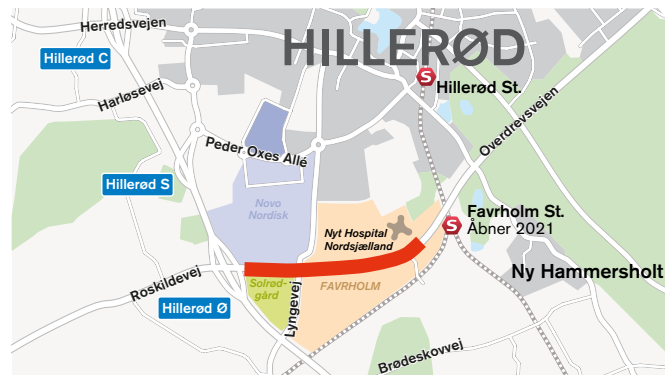 Herredsvejen
HILLERØD
Hillerød C
S
Hillerød St.
Harløsevej
Overdrevsvejen
Peder Oxes Allé
Hillerød S
Novo
Nordisk
Nyt Hospital
Nordsjælland
S
Favrholm St.
Åbner 2021
Ny Hammersholt
Roskildevej
Solrød-
gård
FAVRHOLM
Lyngevej
Hillerød Ø
Brødeskovvej